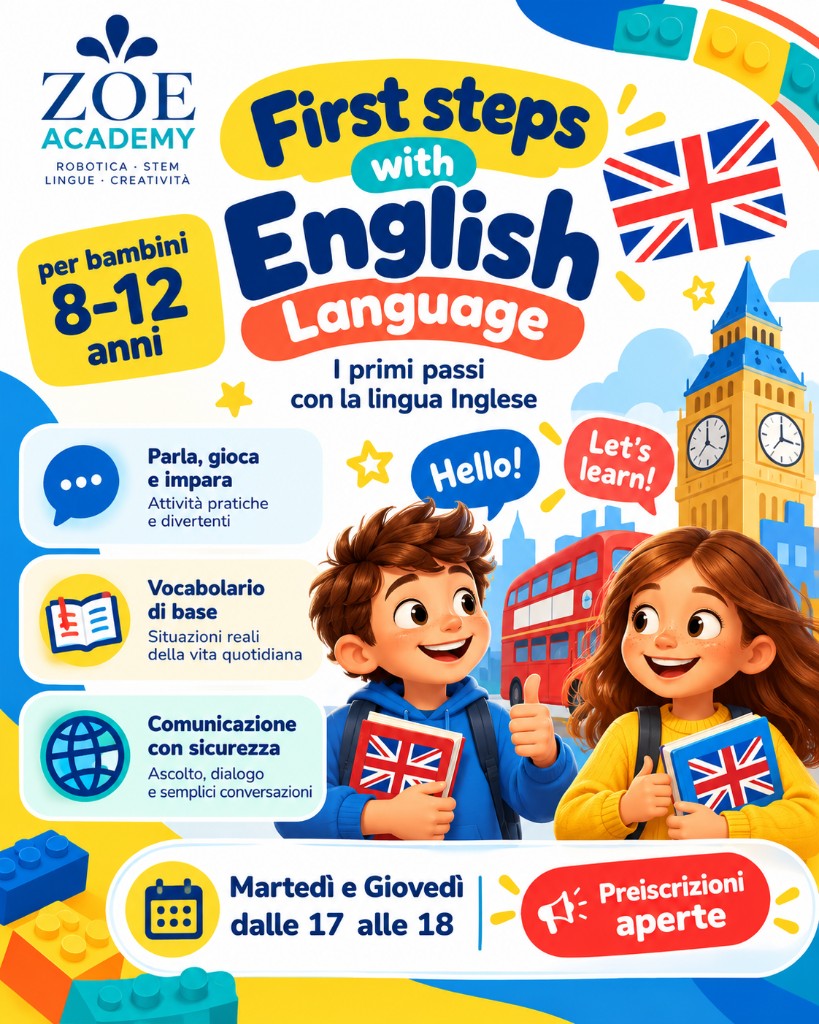 ZOE
ACADEMY
ROBOTICA · STEM
LINGUE · CREATIVITÀ
First steps
with
English
Language
I primi passi
con la lingua Inglese
per bambini
8-12
anni
Parla, gioca
e impara
Attività pratiche
e divertenti
Vocabolario
di base
Situazioni reali
della vita quotidiana
Comunicazione
con sicurezza
Ascolto, dialogo
e semplici conversazioni
Hello!
Let's
learn!
Martedì e Giovedì
dalle 17 alle 18
Preiscrizioni
aperte